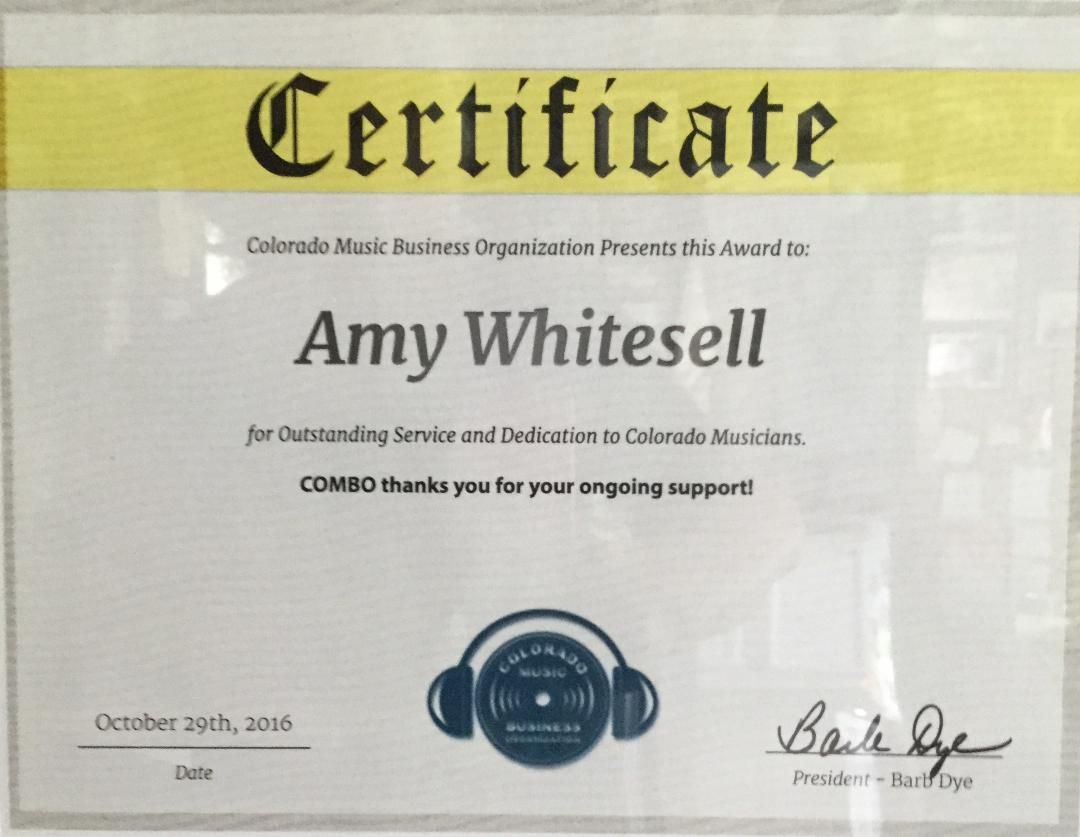 Certificate
Colorado Music Business Organization Presents this Award to:
Amy Whitesell
for Outstanding Service and Dedication to Colorado Musicians.
COMBO thanks you for your ongoing support!
COLORADO
MUSIC
BUSINESS
ORGANIZATION
October 29th, 2016
Date
Barb Dye
President - Barb Dye